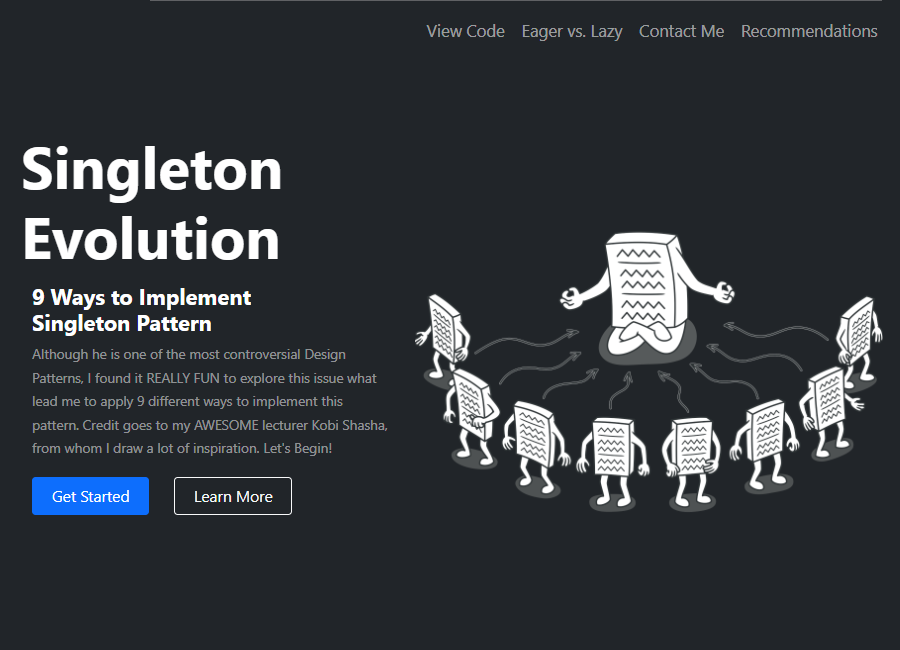 View Code Eager vs. Lazy Contact Me Recommendations
Singleton
Evolution
9 Ways to Implement
Singleton Pattern
Although he is one of the most controversial Design
Patterns, I found it REALLY FUN to explore this issue what
lead me to apply 9 different ways to implement this
pattern. Credit goes to my AWESOME lecturer Kobi Shasha,
from whom I draw a lot of inspiration. Let's Begin!
Get Started Learn More